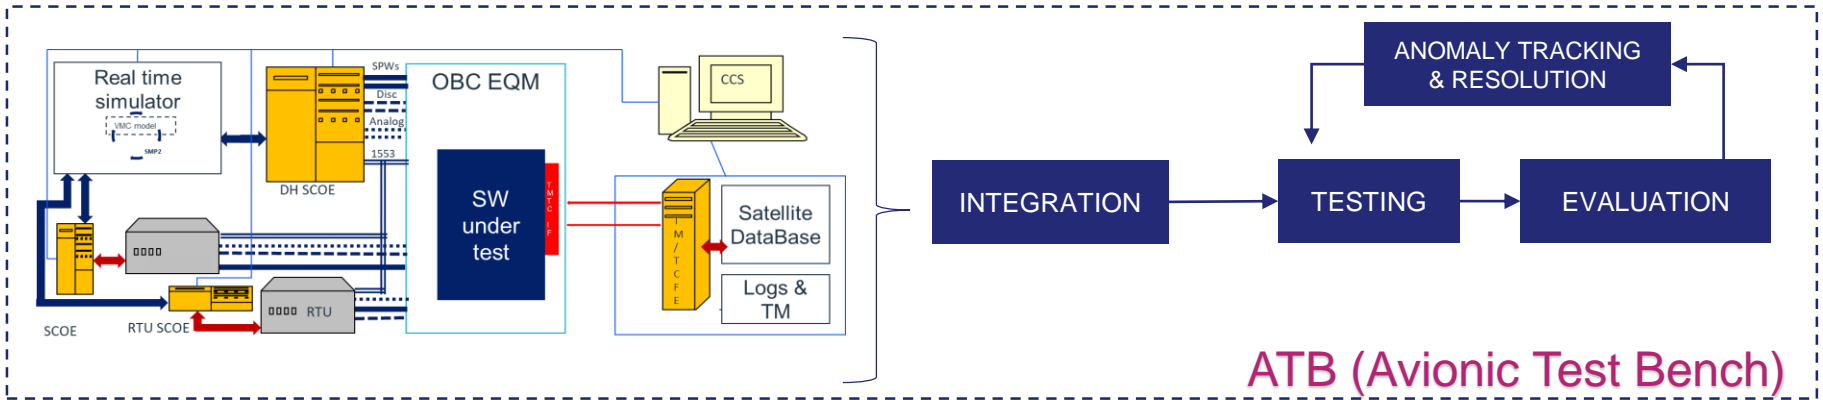 Real time
simulator
VMC model
SMP2
DH SCOE
SPWs
Disc
Analog
1553
OBC EQM
SW
under
test
TMTC IF
CCS
TM/TCFE
Satellite
DataBase
Logs &
TM
SCOE
RTU SCOE
RTU
INTEGRATION
TESTING
EVALUATION
ANOMALY TRACKING
& RESOLUTION
ATB (Avionic Test Bench)